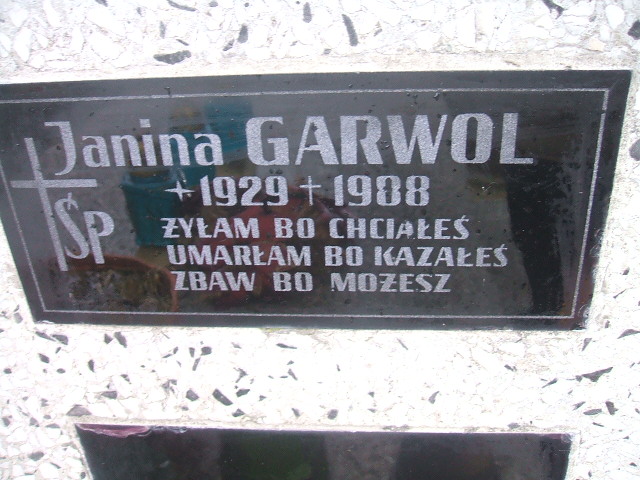 Janina GARWOL
+ 1929 † 1988
ŚP
ŻYŁAM BO CHCIAŁEŚ
UMARŁAM BO KAZAŁEŚ
ZBAW BO MOŻESZ